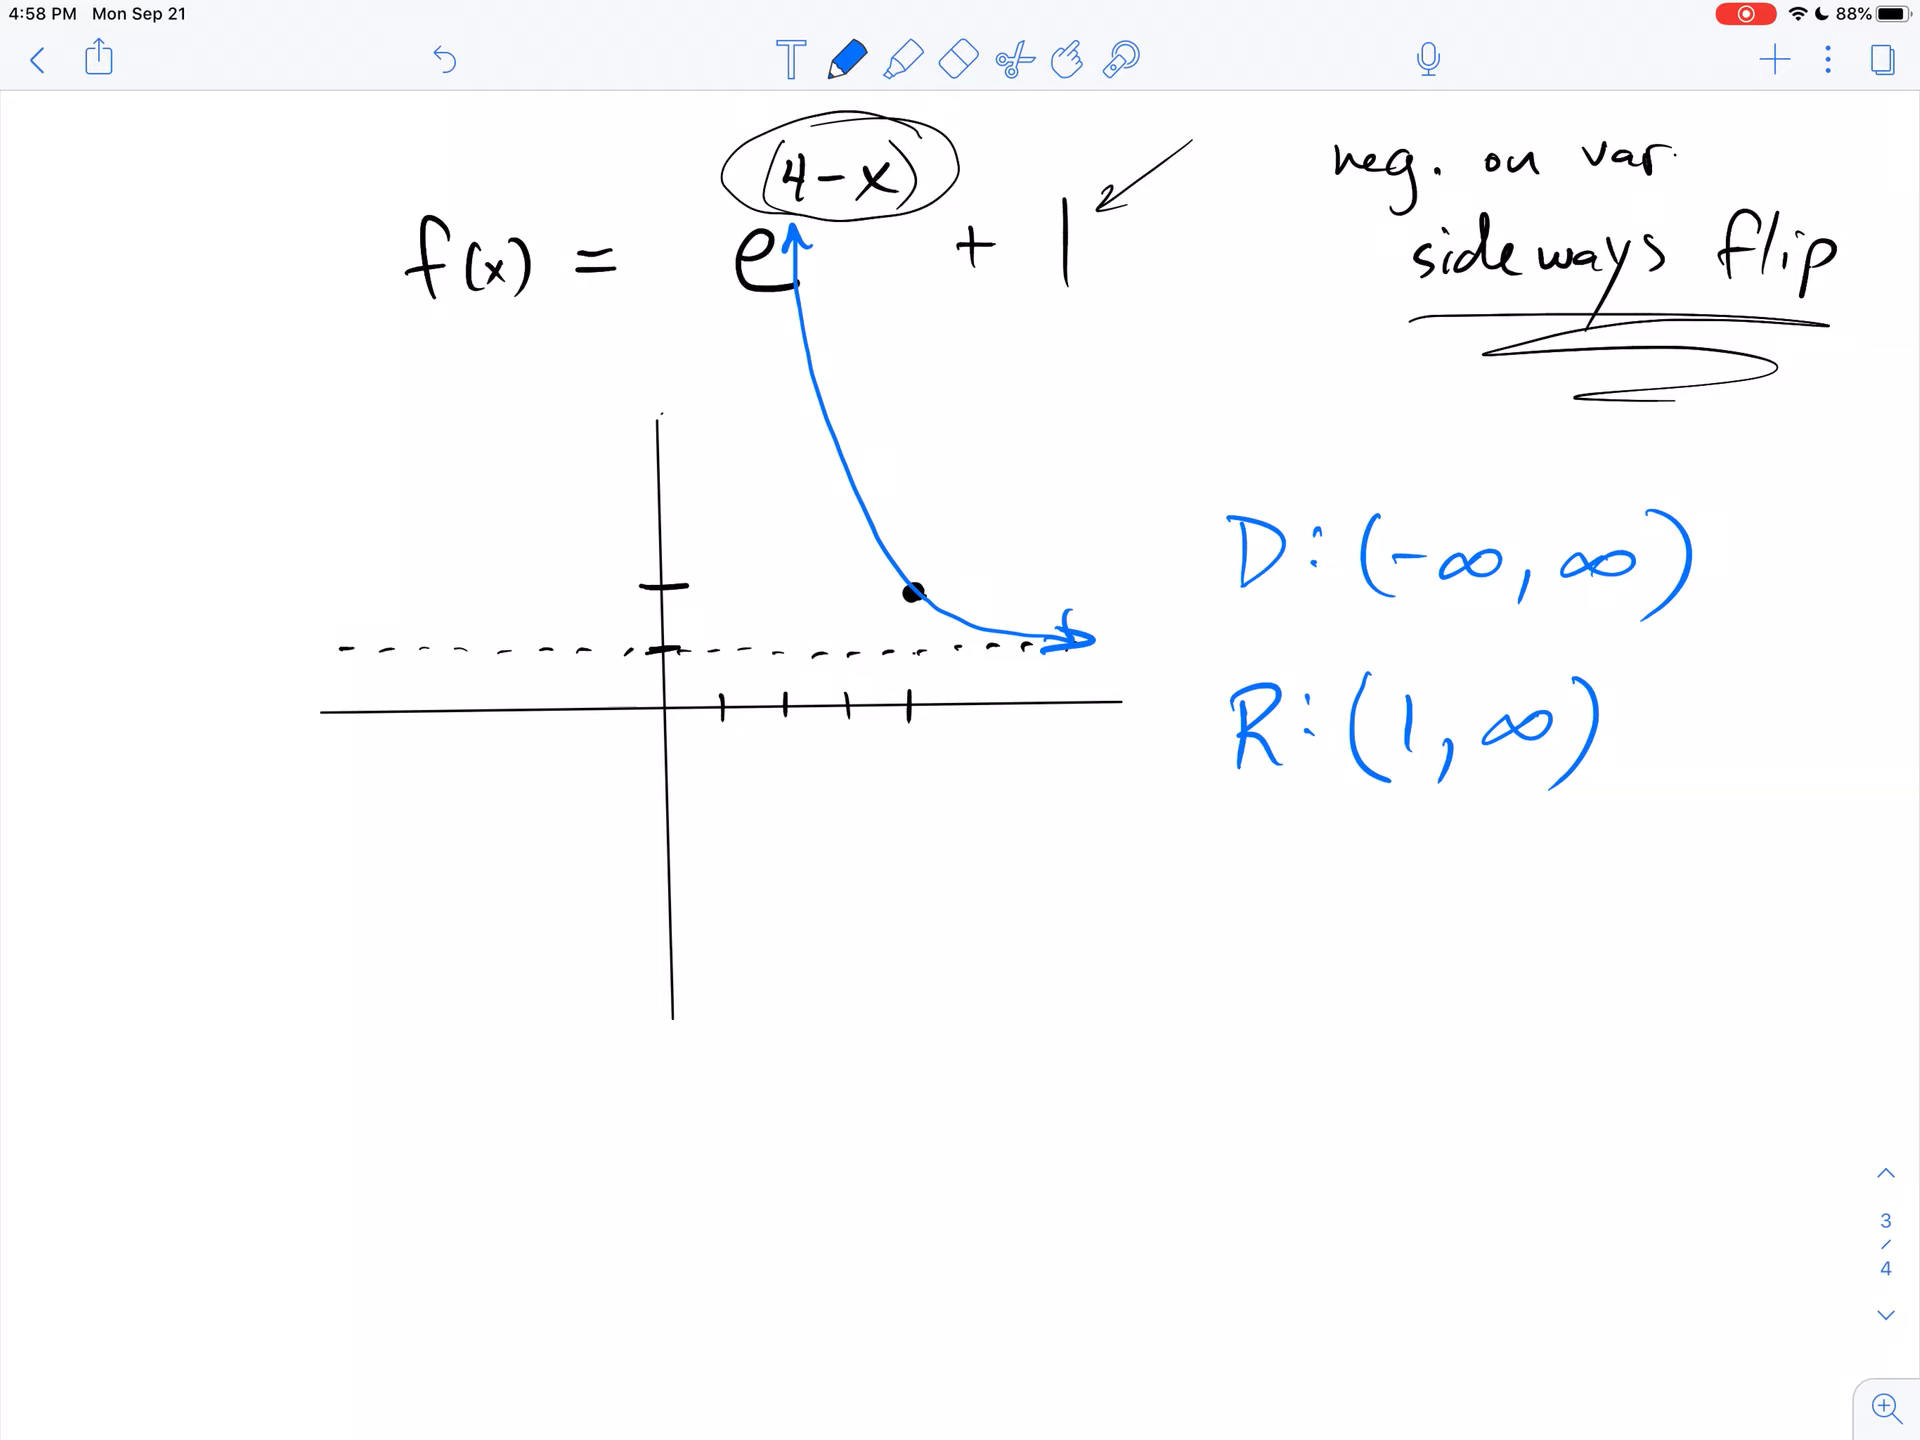 4:58 PM Mon Sep 21
88%
T
f(x) = e^(4-x) + 1
neg. on var.
sideways flip
D: (-∞, ∞)
R: (1, ∞)
3
/
4